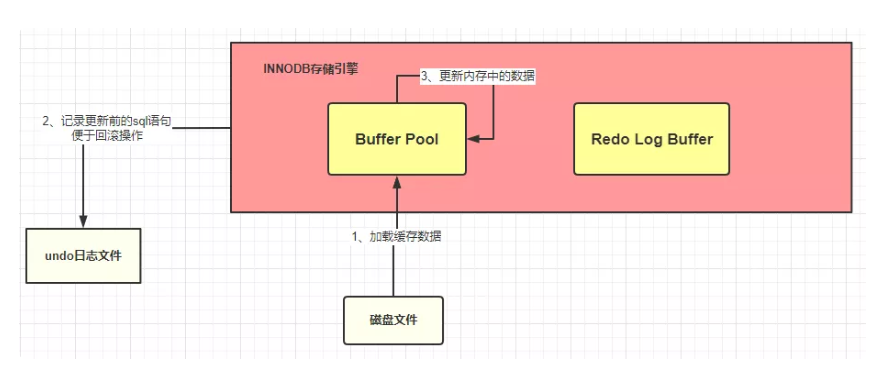 INNODB存储引擎
3、更新内存中的数据
2、记录更新前的sql语句
便于回滚操作
Buffer Pool
Redo Log Buffer
1、加载缓存数据
undo日志文件
磁盘文件